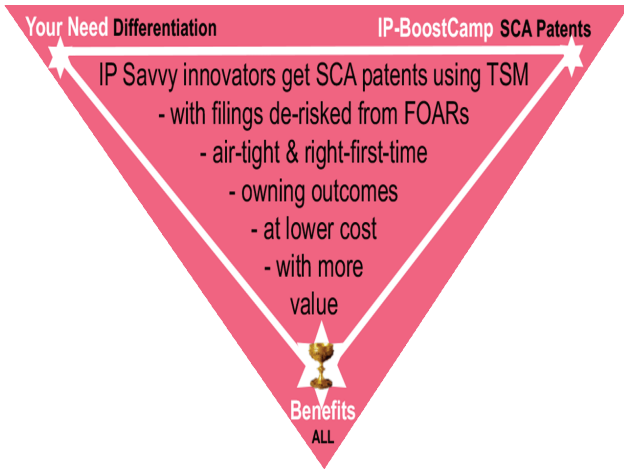 Your Need Differentiation IP-BoostCamp SCA Patents
IP Savvy innovators get SCA patents using TSM
- with filings de-risked from FOARs
- air-tight & right-first-time
- owning outcomes
- at lower cost
- with more
value
Benefits
ALL